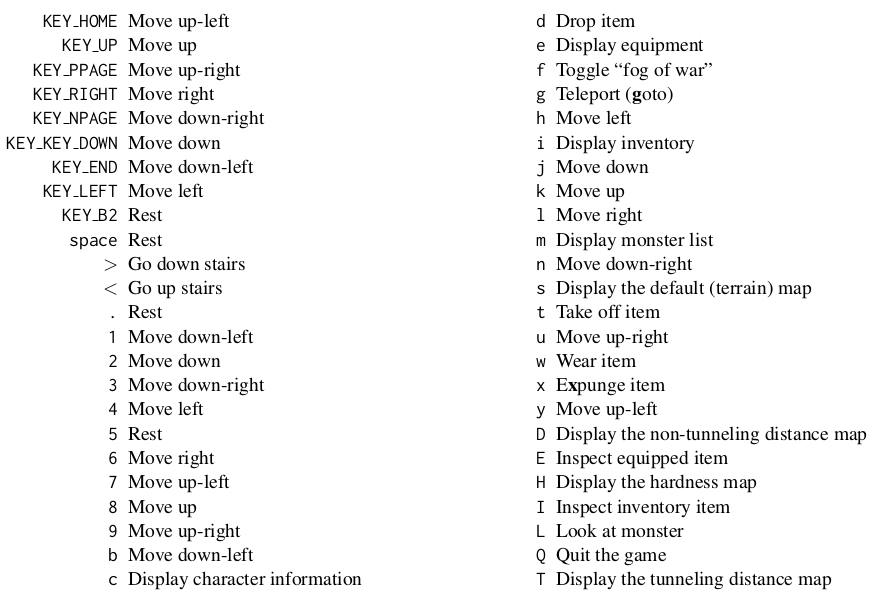 KEY_HOME Move up-left
KEY_UP Move up
KEY_PPAGE Move up-right
KEY_RIGHT Move right
KEY_NPAGE Move down-right
KEY_KEY_DOWN Move down
KEY_END Move down-left
KEY_LEFT Move left
KEY_B2 Rest
space Rest
> Go down stairs
< Go up stairs
. Rest
1 Move down-left
2 Move down
3 Move down-right
4 Move left
5 Rest
6 Move right
7 Move up-left
8 Move up
9 Move up-right
b Move down-left
c Display character information
d Drop item
e Display equipment
f Toggle “fog of war”
g Teleport (goto)
h Move left
i Display inventory
j Move down
k Move up
l Move right
m Display monster list
n Move down-right
s Display the default (terrain) map
t Take off item
u Move up-right
w Wear item
x Expunge item
y Move up-left
D Display the non-tunneling distance map
E Inspect equipped item
H Display the hardness map
I Inspect inventory item
L Look at monster
Q Quit the game
T Display the tunneling distance map